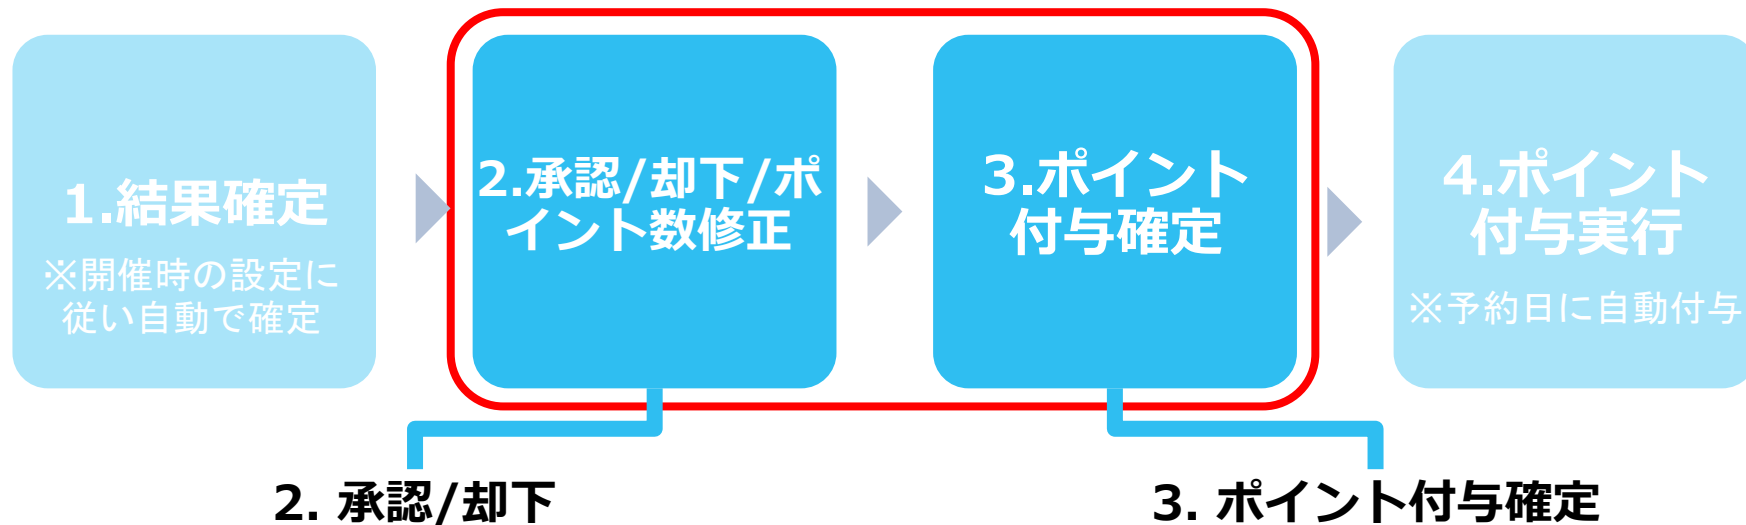 1.結果確定
※開催時の設定に
従い自動で確定
2.承認/却下/ポ
イント数修正
3.ポイント
付与確定
4.ポイント
付与実行
※予約日に自動付与
2. 承認/却下
3. ポイント付与確定